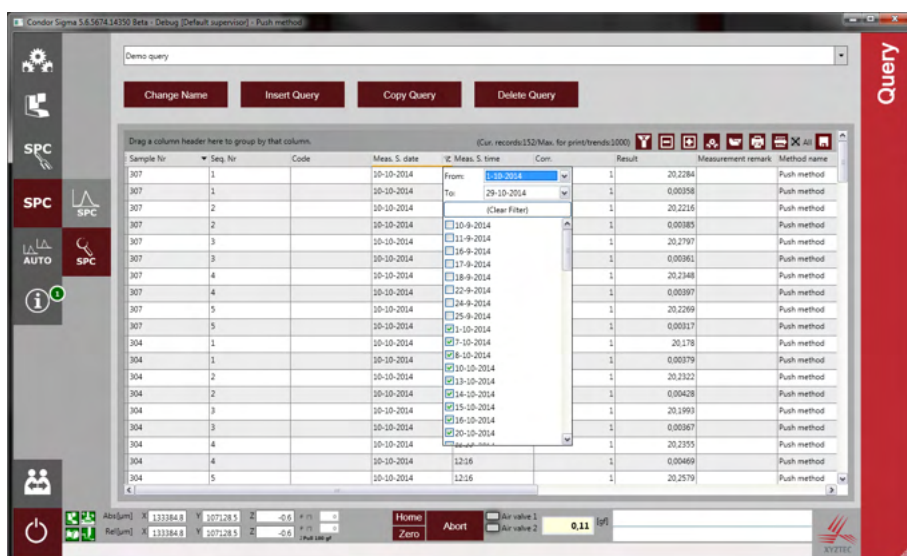 Condor Sigma 5.6.5674.14350 Beta - Debug [Default supervisor] - Push method
Demo query
Query
Change Name Insert Query Copy Query Delete Query
Drag a column header here to group by that column. (Cur. records:152/Max. for print/trends:1000) All
Sample Nr Seq. Nr Code Meas. S. date Meas. S. time Corr. Result Measurement remark Method name
307 1 10-10-2014 From: 1-10-2014 1 20,2284 Push method
307 1 10-10-2014 To: 29-10-2014 1 0,00358 Push method
307 2 10-10-2014 (Clear Filter) 1 20,2216 Push method
307 2 10-10-2014 10-9-2014 1 0,00385 Push method
11-9-2014
307 3 10-10-2014 16-9-2014 1 20,2797 Push method
307 3 10-10-2014 17-9-2014 1 0,00361 Push method
307 4 10-10-2014 18-9-2014 1 20,2348 Push method
22-9-2014
307 4 10-10-2014 24-9-2014 1 0,00397 Push method
307 5 10-10-2014 25-9-2014 1 20,2269 Push method
307 5 10-10-2014 1-10-2014 1 0,00317 Push method
304 1 10-10-2014 7-10-2014 1 20,178 Push method
8-10-2014
304 1 10-10-2014 10-10-2014 1 0,00379 Push method
304 2 10-10-2014 13-10-2014 1 20,2322 Push method
304 2 10-10-2014 14-10-2014 1 0,00428 Push method
304 3 10-10-2014 15-10-2014 1 20,1993 Push method
304 3 10-10-2014 16-10-2014 1 0,00367 Push method
20-10-2014
304 4 10-10-2014 1 20,2355 Push method
304 4 10-10-2014 12:16 1 0,00469 Push method
304 5 10-10-2014 12:16 1 20,2579 Push method
SPC
SPC
SPC
AUTO
SPC
1
Abs[µm] X 133384.8 Y 107128.5 Z -0.6 0 Home Abort Air valve 1 0,11 [gf]
Rel[µm] X 133384.8 Y 107128.5 Z -0.6 0 Zero Air valve 2
Pull 100 gf
XYZTEC